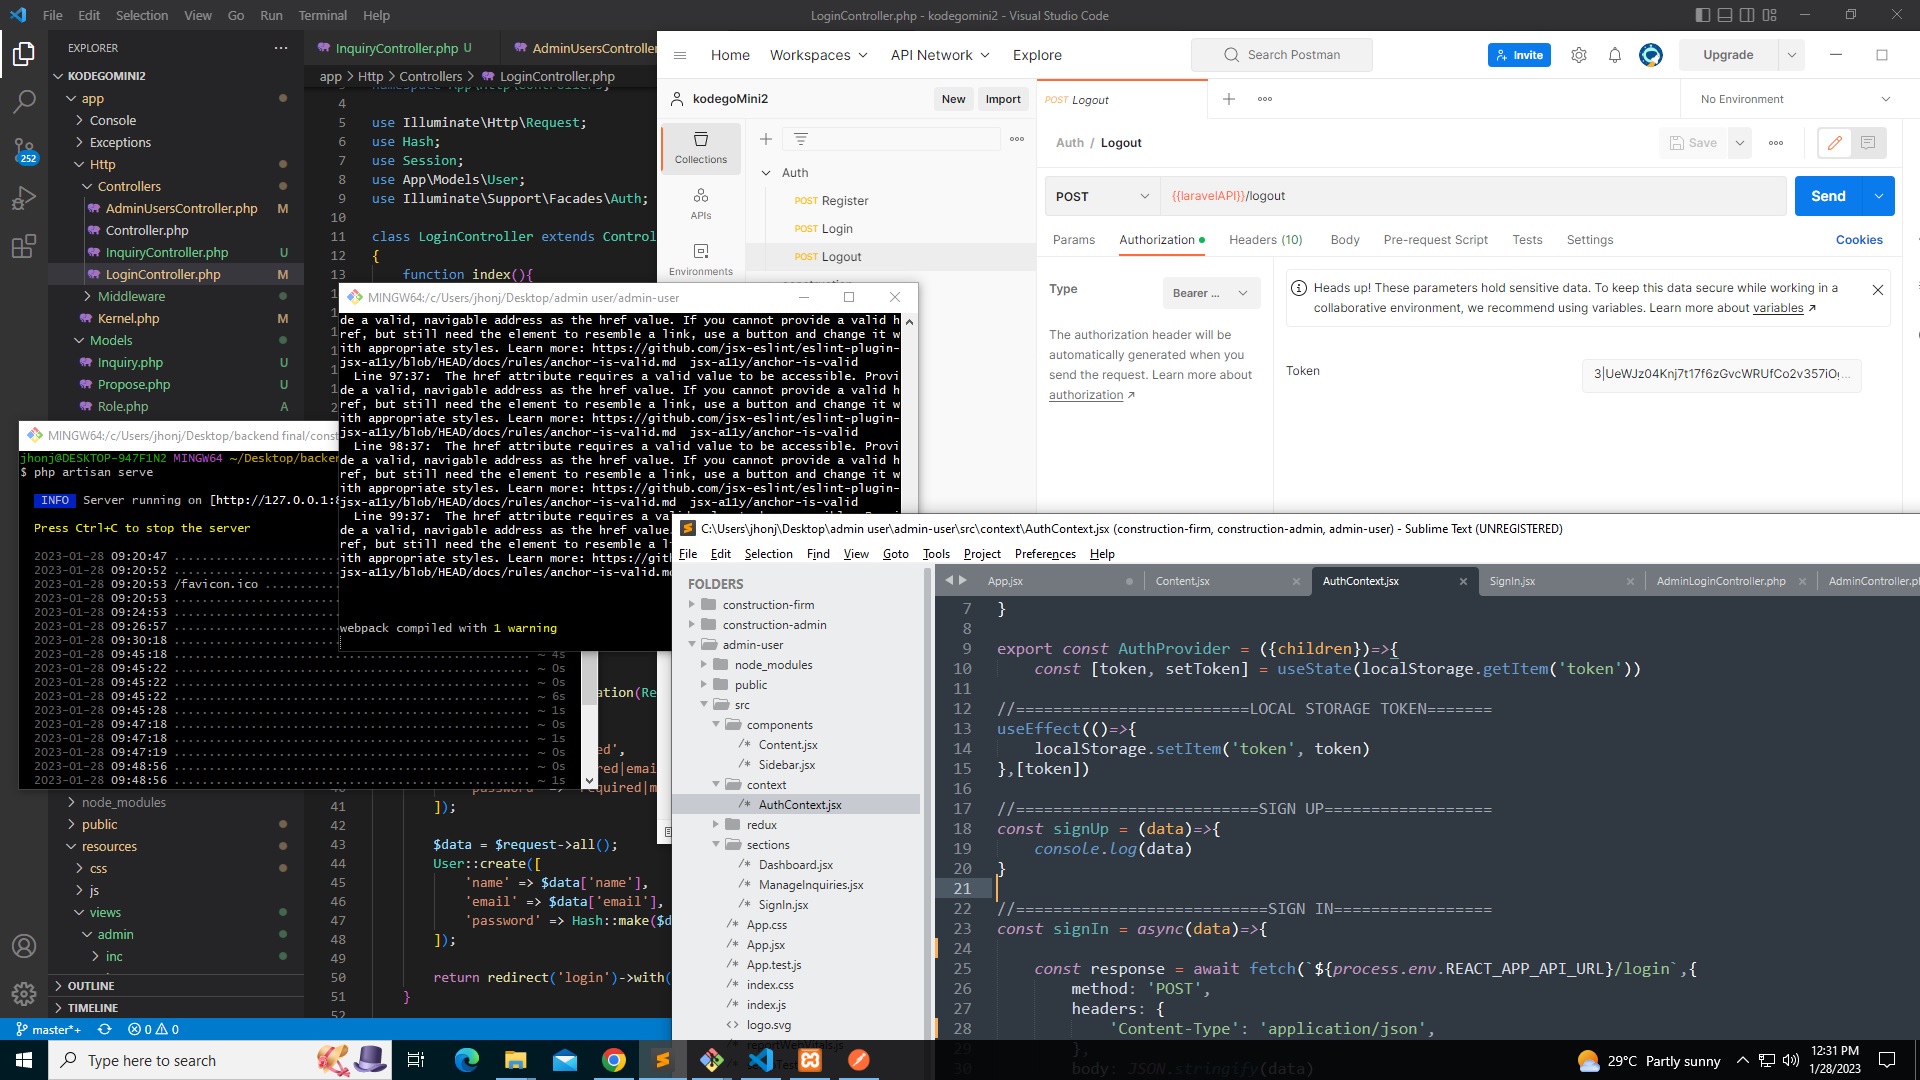 File Edit Selection View Go Run Terminal Help
LoginController.php - kodegomini2 - Visual Studio Code
EXPLORER
KODEGOMINI2
app
Console
Exceptions
Http
Controllers
AdminUsersController.php M
Controller.php
InquiryController.php U
LoginController.php M
Middleware
Kernel.php M
Models
Inquiry.php U
Propose.php U
Role.php A
node_modules
public
resources
css
js
views
admin
inc
OUTLINE
TIMELINE
252
master*+ 0 0
InquiryController.php U
AdminUsersController
app > Http > Controllers > LoginController.php
4
5 use Illuminate\Http\Request;
6 use Hash;
7 use Session;
8 use App\Models\User;
9 use Illuminate\Support\Facades\Auth;
10
11 class LoginController extends Control
12 {
13 function index(){
41 ]);
42
43 $data = $request->all();
44 User::create([
45 'name' => $data['name'],
46 'email' => $data['email'],
47 'password' => Hash::make($d
48 ]);
49
50 return redirect('login')->with(
51 }
52
Home Workspaces API Network Explore
Search Postman
Invite
Upgrade
kodegoMini2
New Import
Collections
APIs
Environments
Auth
POST Register
POST Login
POST Logout
POST Logout
No Environment
Auth / Logout
Save
POST
{{laravelAPI}}/logout
Send
Params Authorization Headers (10) Body Pre-request Script Tests Settings Cookies
Type
Bearer ...
The authorization header will be
automatically generated when you
send the request. Learn more about
authorization ↗
Heads up! These parameters hold sensitive data. To keep this data secure while working in a
collaborative environment, we recommend using variables. Learn more about variables ↗
Token
3|UeWJz04Knj7t17f6zGvcWRUfCo2v357iO...
MINGW64:/c/Users/jhonj/Desktop/admin user/admin-user
de a valid, navigable address as the href value. If you cannot provide a valid h
ref, but still need the element to resemble a link, use a button and change it w
ith appropriate styles. Learn more: https://github.com/jsx-eslint/eslint-plugin-
jsx-a11y/blob/HEAD/docs/rules/anchor-is-valid.md jsx-a11y/anchor-is-valid
Line 97:37: The href attribute requires a valid value to be accessible. Provi
de a valid, navigable address as the href value. If you cannot provide a valid h
ref, but still need the element to resemble a link, use a button and change it w
ith appropriate styles. Learn more: https://github.com/jsx-eslint/eslint-plugin-
jsx-a11y/blob/HEAD/docs/rules/anchor-is-valid.md jsx-a11y/anchor-is-valid
Line 98:37: The href attribute requires a valid value to be accessible. Provi
de a valid, navigable address as the href value. If you cannot provide a valid h
ref, but still need the element to resemble a link, use a button and change it w
ith appropriate styles. Learn more: https://github.com/jsx-eslint/eslint-plugin-
jsx-a11y/blob/HEAD/docs/rules/anchor-is-valid.md jsx-a11y/anchor-is-valid
Line 99:37: The href attribute requires a valid value to be accessible. Provi
de a valid, navigable address as the href value. If you
ref, but still need the element to resemble a li
ith appropriate styles. Learn more: https://gith
jsx-a11y/blob/HEAD/docs/rules/anchor-is-valid.md
webpack compiled with 1 warning
MINGW64:/c/Users/jhonj/Desktop/backend final/const
jhonj@DESKTOP-947F1N2 MINGW64 ~/Desktop/backen
$ php artisan serve
INFO Server running on [http://127.0.0.1:8
Press Ctrl+C to stop the server
2023-01-28 09:20:47
2023-01-28 09:20:52
2023-01-28 09:20:53 /favicon.ico
2023-01-28 09:20:53
2023-01-28 09:24:53
2023-01-28 09:26:57
2023-01-28 09:30:18
2023-01-28 09:45:18 ~ 4s
2023-01-28 09:45:22 ~ 0s
2023-01-28 09:45:22 ~ 0s
2023-01-28 09:45:22 ~ 6s
2023-01-28 09:45:28 ~ 1s
2023-01-28 09:47:18 ~ 0s
2023-01-28 09:47:18 ~ 1s
2023-01-28 09:47:19 ~ 0s
2023-01-28 09:48:56 ~ 0s
2023-01-28 09:48:56 ~ 1s
C:\Users\jhonj\Desktop\admin user\admin-user\src\context\AuthContext.jsx (construction-firm, construction-admin, admin-user) - Sublime Text (UNREGISTERED)
File Edit Selection Find View Goto Tools Project Preferences Help
FOLDERS
construction-firm
construction-admin
admin-user
node_modules
public
src
components
Content.jsx
Sidebar.jsx
context
AuthContext.jsx
redux
sections
Dashboard.jsx
ManageInquiries.jsx
SignIn.jsx
App.css
App.jsx
App.test.js
index.css
index.js
logo.svg
reportWebVitals.js
App.jsx Content.jsx AuthContext.jsx SignIn.jsx AdminLoginController.php AdminController.ph
7 }
8
9 export const AuthProvider = ({children})=>{
10 const [token, setToken] = useState(localStorage.getItem('token'))
11
12 //=========================LOCAL STORAGE TOKEN=======
13 useEffect(()=>{
14 localStorage.setItem('token', token)
15 },[token])
16
17 //==========================SIGN UP==================
18 const signUp = (data)=>{
19 console.log(data)
20 }
21
22 //===========================SIGN IN=================
23 const signIn = async(data)=>{
24
25 const response = await fetch(`${process.env.REACT_APP_API_URL}/login`,{
26 method: 'POST',
27 headers: {
28 'Content-Type': 'application/json',
29 },
30 body: JSON.stringify(data)
Type here to search
29°C Partly sunny
12:31 PM
1/28/2023